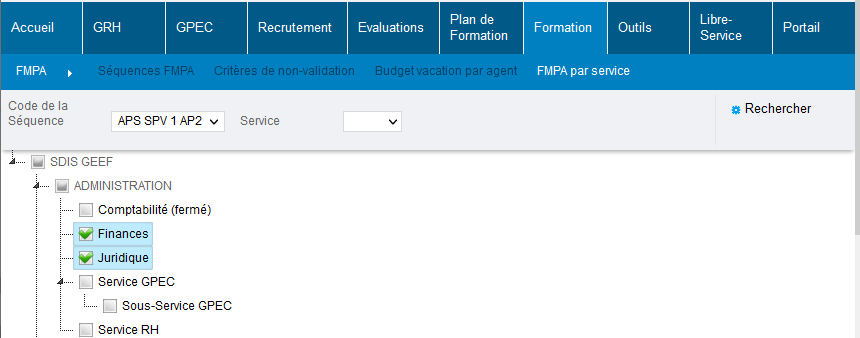 Accueil GRH GPEC Recrutement Evaluations Plan de Formation Formation Outils Libre-Service Portail
FMPA Séquences FMPA Critères de non-validation Budget vacation par agent FMPA par service
Code de la Séquence APS SPV 1 AP2 Service Rechercher
SDIS GEEF
ADMINISTRATION
Comptabilité (fermé)
Finances
Juridique
Service GPEC
Sous-Service GPEC
Service RH